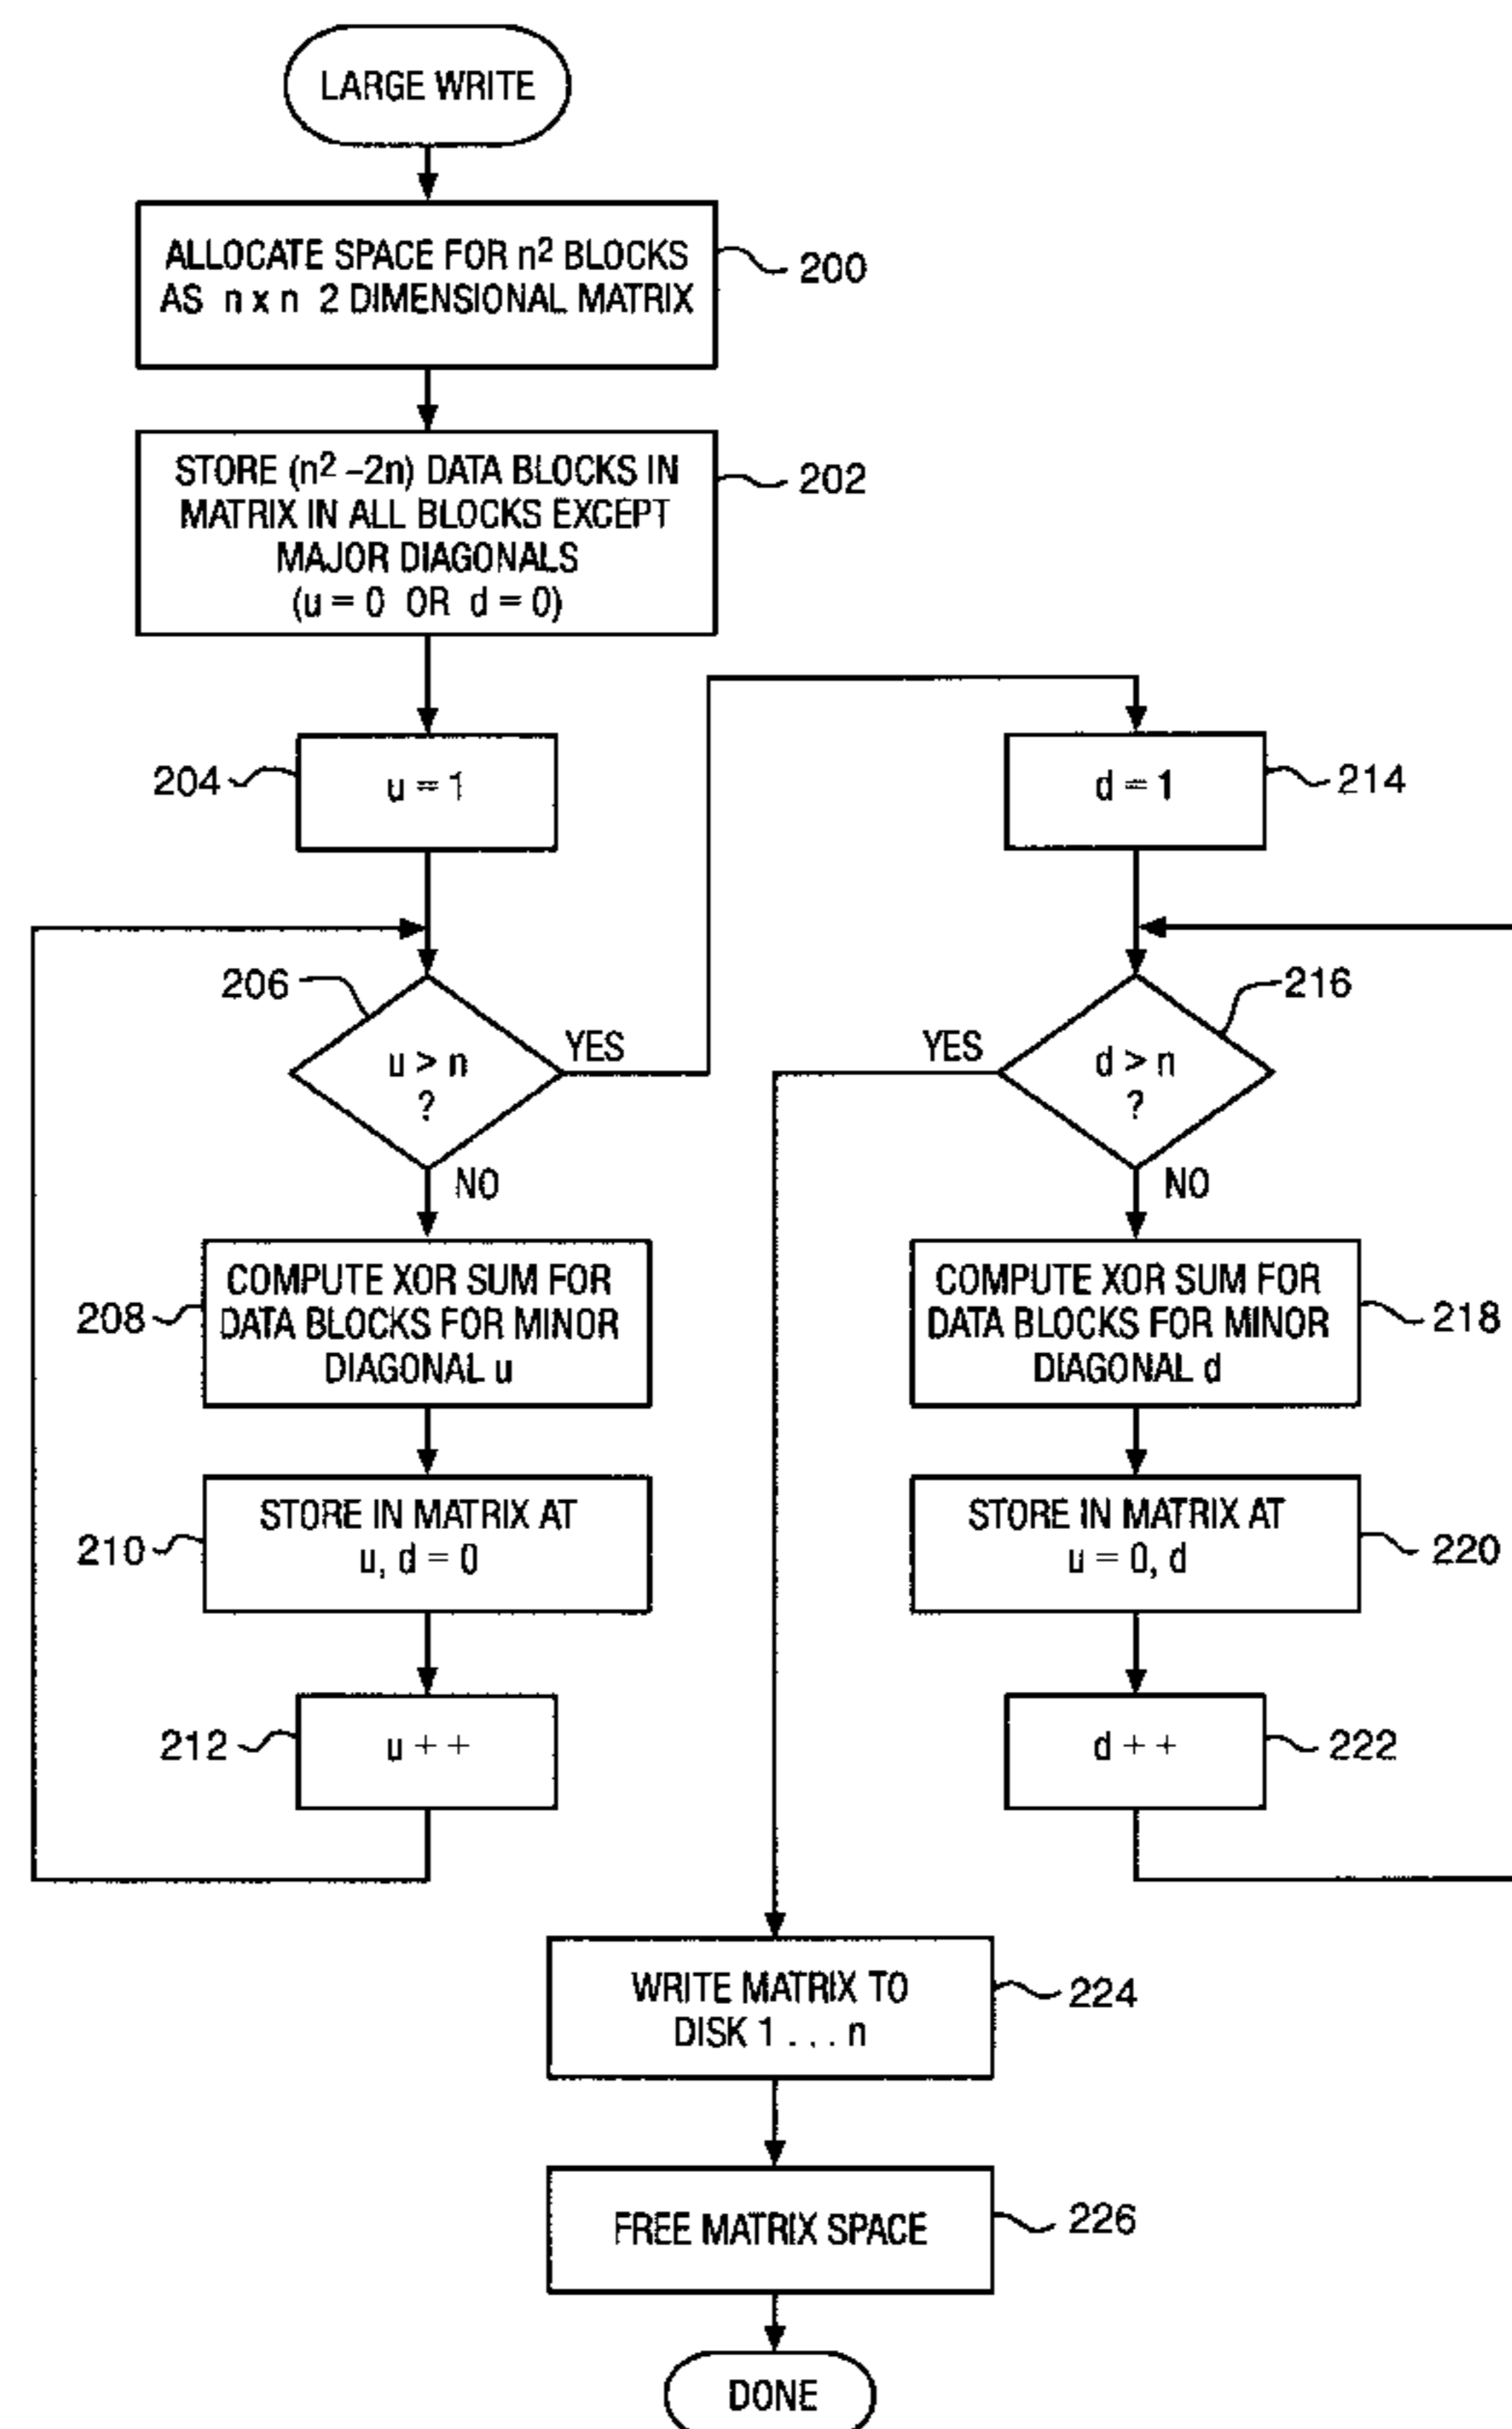 LARGE WRITE
ALLOCATE SPACE FOR n² BLOCKS
AS n x n 2 DIMENSIONAL MATRIX
200
STORE (n² –2n) DATA BLOCKS IN
MATRIX IN ALL BLOCKS EXCEPT
MAJOR DIAGONALS
(u = 0 OR d = 0)
202
204
u = 1
206
u > n
?
YES
NO
208
COMPUTE XOR SUM FOR
DATA BLOCKS FOR MINOR
DIAGONAL u
210
STORE IN MATRIX AT
u, d = 0
212
u + +
d = 1
214
216
YES
d > n
?
NO
COMPUTE XOR SUM FOR
DATA BLOCKS FOR MINOR
DIAGONAL d
218
STORE IN MATRIX AT
u = 0, d
220
d + +
222
WRITE MATRIX TO
DISK 1 . . . n
224
FREE MATRIX SPACE
226
DONE